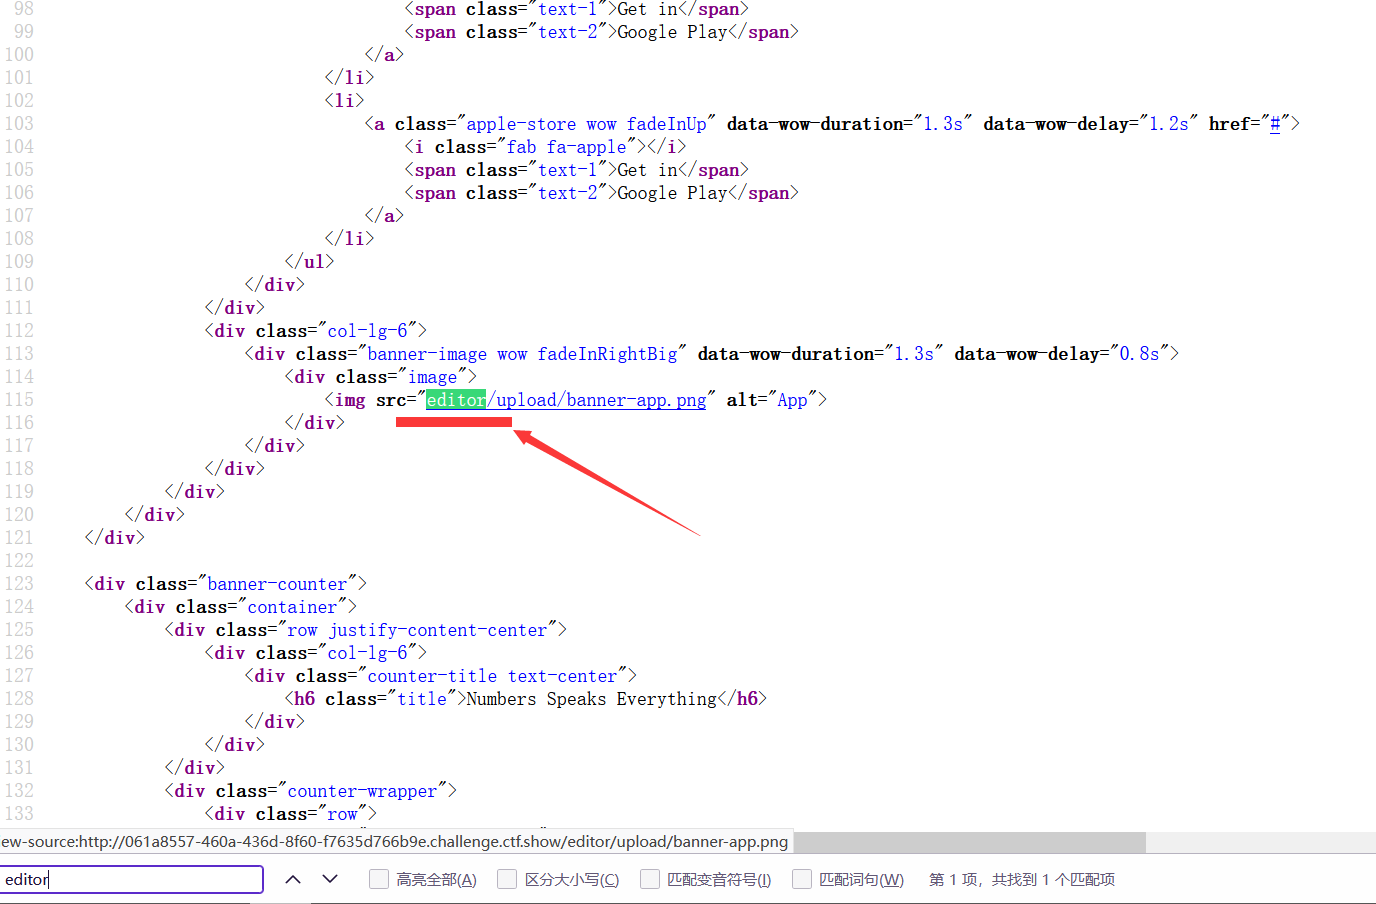 98 <span class="text-1">Get in</span>
99 <span class="text-2">Google Play</span>
100 </a>
101 </li>
102 <li>
103 <a class="apple-store wow fadeInUp" data-wow-duration="1.3s" data-wow-delay="1.2s" href="#">
104 <i class="fab fa-apple"></i>
105 <span class="text-1">Get in</span>
106 <span class="text-2">Google Play</span>
107 </a>
108 </li>
109 </ul>
110 </div>
111 </div>
112 <div class="col-lg-6">
113 <div class="banner-image wow fadeInRightBig" data-wow-duration="1.3s" data-wow-delay="0.8s">
114 <div class="image">
115 <img src="editor/upload/banner-app.png" alt="App">
116 </div>
117 </div>
118 </div>
119 </div>
120 </div>
121 </div>
122
123 <div class="banner-counter">
124 <div class="container">
125 <div class="row justify-content-center">
126 <div class="col-lg-6">
127 <div class="counter-title text-center">
128 <h6 class="title">Numbers Speaks Everything</h6>
129 </div>
130 </div>
131 </div>
132 <div class="counter-wrapper">
133 <div class="row">
ew-source:http://061a8557-460a-436d-8f60-f7635d766b9e.challenge.ctf.show/editor/upload/banner-app.png
editor 高亮全部(A) 区分大小写(C) 匹配变音符号(I) 匹配词句(W) 第 1 项，共找到 1 个匹配项